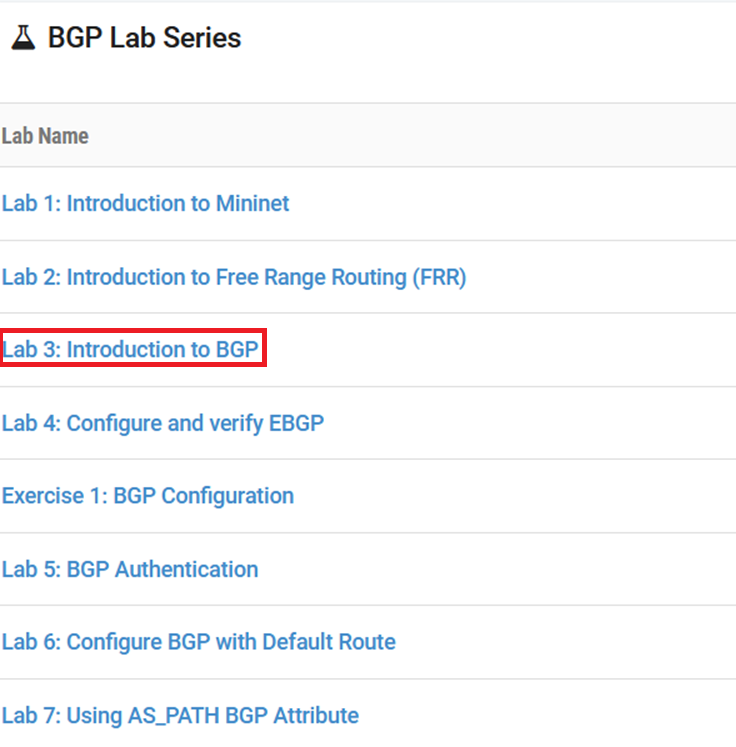 BGP Lab Series
Lab Name
Lab 1: Introduction to Mininet
Lab 2: Introduction to Free Range Routing (FRR)
Lab 3: Introduction to BGP
Lab 4: Configure and verify EBGP
Exercise 1: BGP Configuration
Lab 5: BGP Authentication
Lab 6: Configure BGP with Default Route
Lab 7: Using AS_PATH BGP Attribute